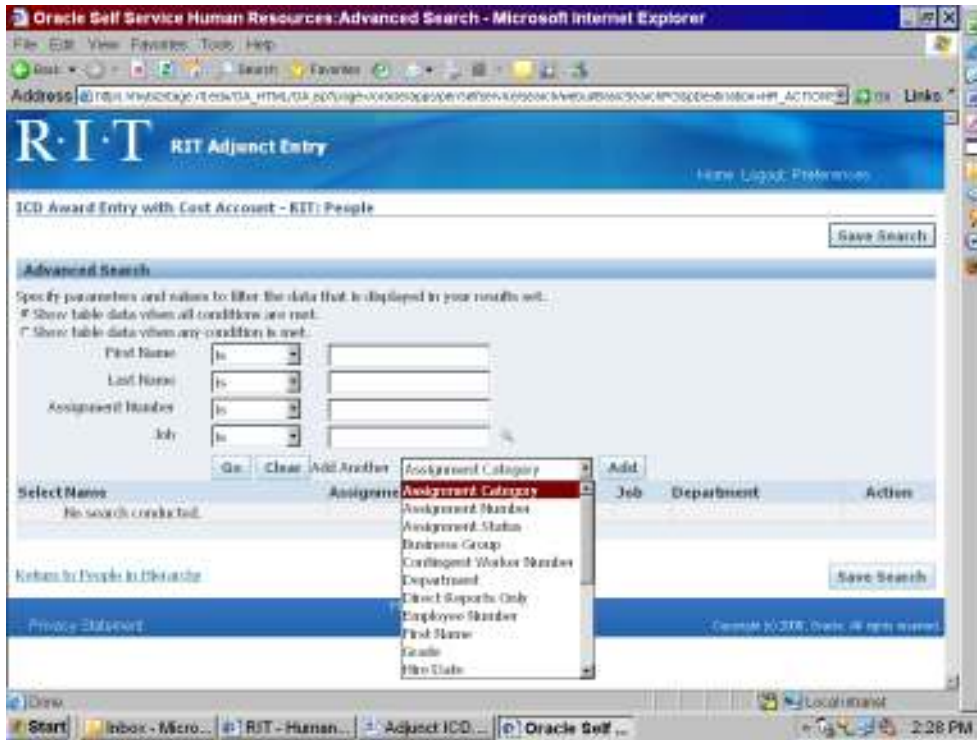 Oracle Self Service Human Resources: Advanced Search - Microsoft Internet Explorer
File Edit View Favorites Tools Help
Back Search Favorites
Address Links
R·I·T RIT Adjunct Entry
Home Logout Preferences
ICD Award Entry with Cost Account - RIT: People
Save Search
Advanced Search
Specify parameters and values to filter the data that is displayed in your results set.
Show table data when all conditions are met.
Show table data when any condition is met.
First Name is
Last Name is
Assignment Number is
Job is
Go Clear Add Another Assignment Category Add
Select Name Assignme Job Department Action
No search conducted.
Assignment Category
Assignment Number
Assignment Status
Business Group
Contingent Worker Number
Department
Direct Reports Only
Employee Number
First Name
Grade
Hire Date
Return to People in Hierarchy
Save Search
Privacy Statement
Oracle. All rights reserved.
Done
Local intranet
Start Inbox - Micro... RIT - Human... Adjunct ICD ... Oracle Self ... 2:28 PM